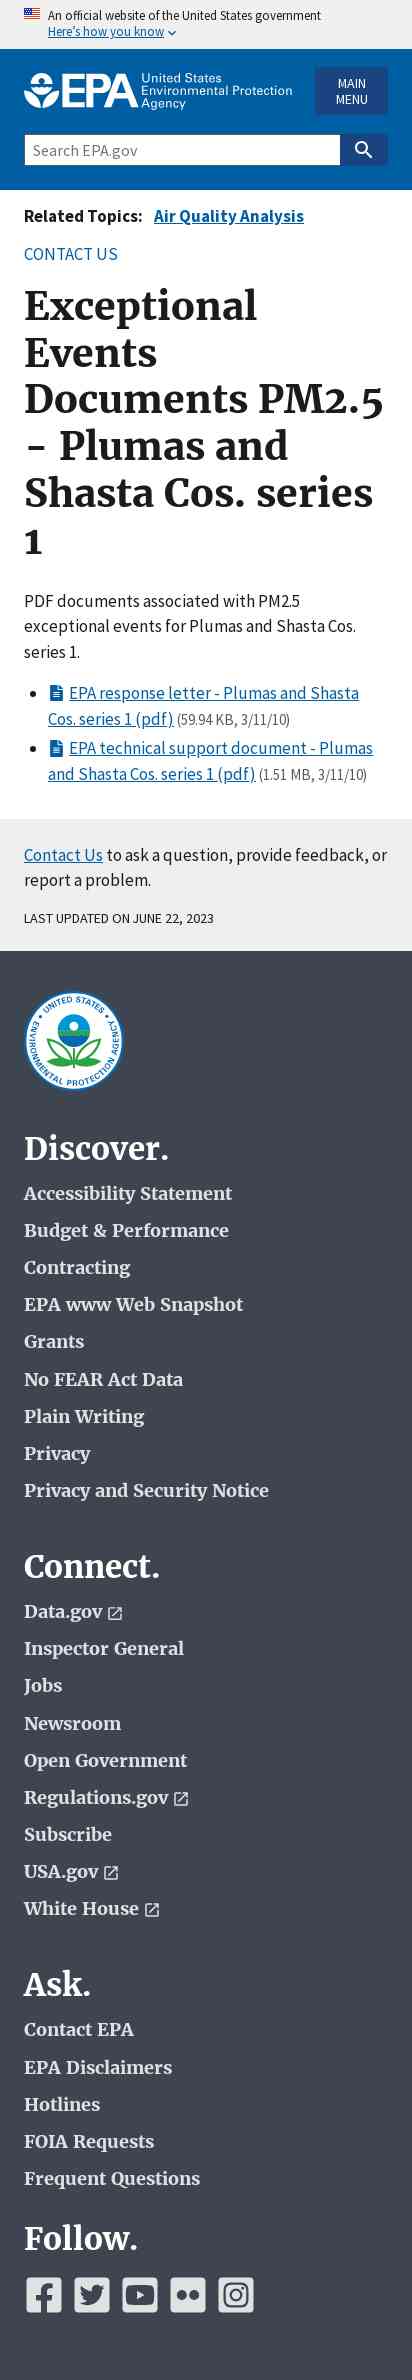 An official website of the United States government
Here's how you know
EPA United States
Environmental Protection
Agency
MAIN
MENU
Search EPA.gov
Related Topics: Air Quality Analysis
CONTACT US
Exceptional
Events
Documents PM2.5
- Plumas and
Shasta Cos. series
1
PDF documents associated with PM2.5
exceptional events for Plumas and Shasta Cos.
series 1.
EPA response letter - Plumas and Shasta
Cos. series 1 (pdf) (59.94 KB, 3/11/10)
EPA technical support document - Plumas
and Shasta Cos. series 1 (pdf) (1.51 MB, 3/11/10)
Contact Us to ask a question, provide feedback, or
report a problem.
LAST UPDATED ON JUNE 22, 2023
UNITED STATES
ENVIRONMENTAL PROTECTION AGENCY
Discover.
Accessibility Statement
Budget & Performance
Contracting
EPA www Web Snapshot
Grants
No FEAR Act Data
Plain Writing
Privacy
Privacy and Security Notice
Connect.
Data.gov
Inspector General
Jobs
Newsroom
Open Government
Regulations.gov
Subscribe
USA.gov
White House
Ask.
Contact EPA
EPA Disclaimers
Hotlines
FOIA Requests
Frequent Questions
Follow.